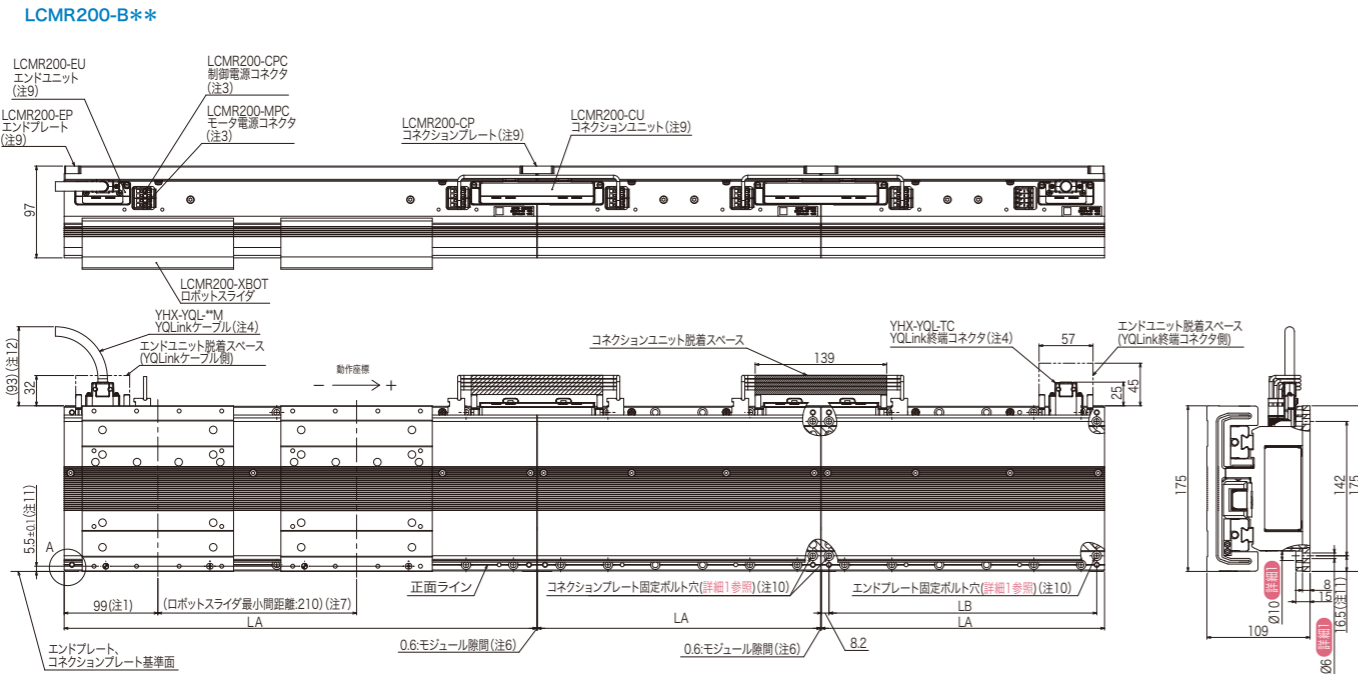 LCMR200-B**
LCMR200-EU
エンドユニット
(注9)
LCMR200-CPC
制御電源コネクタ
(注3)
LCMR200-EP
エンドプレート
(注9)
LCMR200-MPC
モータ電源コネクタ
(注3)
LCMR200-CP
コネクションプレート(注9)
LCMR200-CU
コネクションユニット(注9)
97
LCMR200-XBOT
ロボットスライダ
YHX-YQL-**M
YQLinkケーブル(注4)
エンドユニット脱着スペース
(YQLinkケーブル側)
コネクションユニット脱着スペース
YHX-YQL-TC
YQLink終端コネクタ(注4)
エンドユニット脱着スペース
(YQLink終端コネクタ側)
(93)(注12)
32
動作座標
− +
139
57
25
45
5.5±0.1(注11)
A
175
142
175
正面ライン
コネクションプレート固定ボルト穴(詳細1参照)(注10)
エンドプレート固定ボルト穴(詳細1参照)(注10)
99(注1)
(ロボットスライダ最小間距離:210)(注7)
LA
LA
LB
LA
0.6:モジュール隙間(注6)
0.6:モジュール隙間(注6)
8.2
エンドプレート、
コネクションプレート基準面
109
Ø10 詳細1
8
15
16.5(注11)
Ø6 詳細1